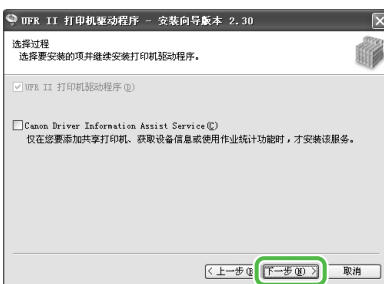 UFR II 打印机驱动程序 - 安装向导版本 2.30
选择过程
选择要安装的项并继续安装打印机驱动程序。
UFR II 打印机驱动程序(D)
Canon Driver Information Assist Service(C)
仅在您要添加共享打印机、获取设备信息或使用作业统计功能时，才安装该服务。
< 上一步(B) 下一步(N) > 取消